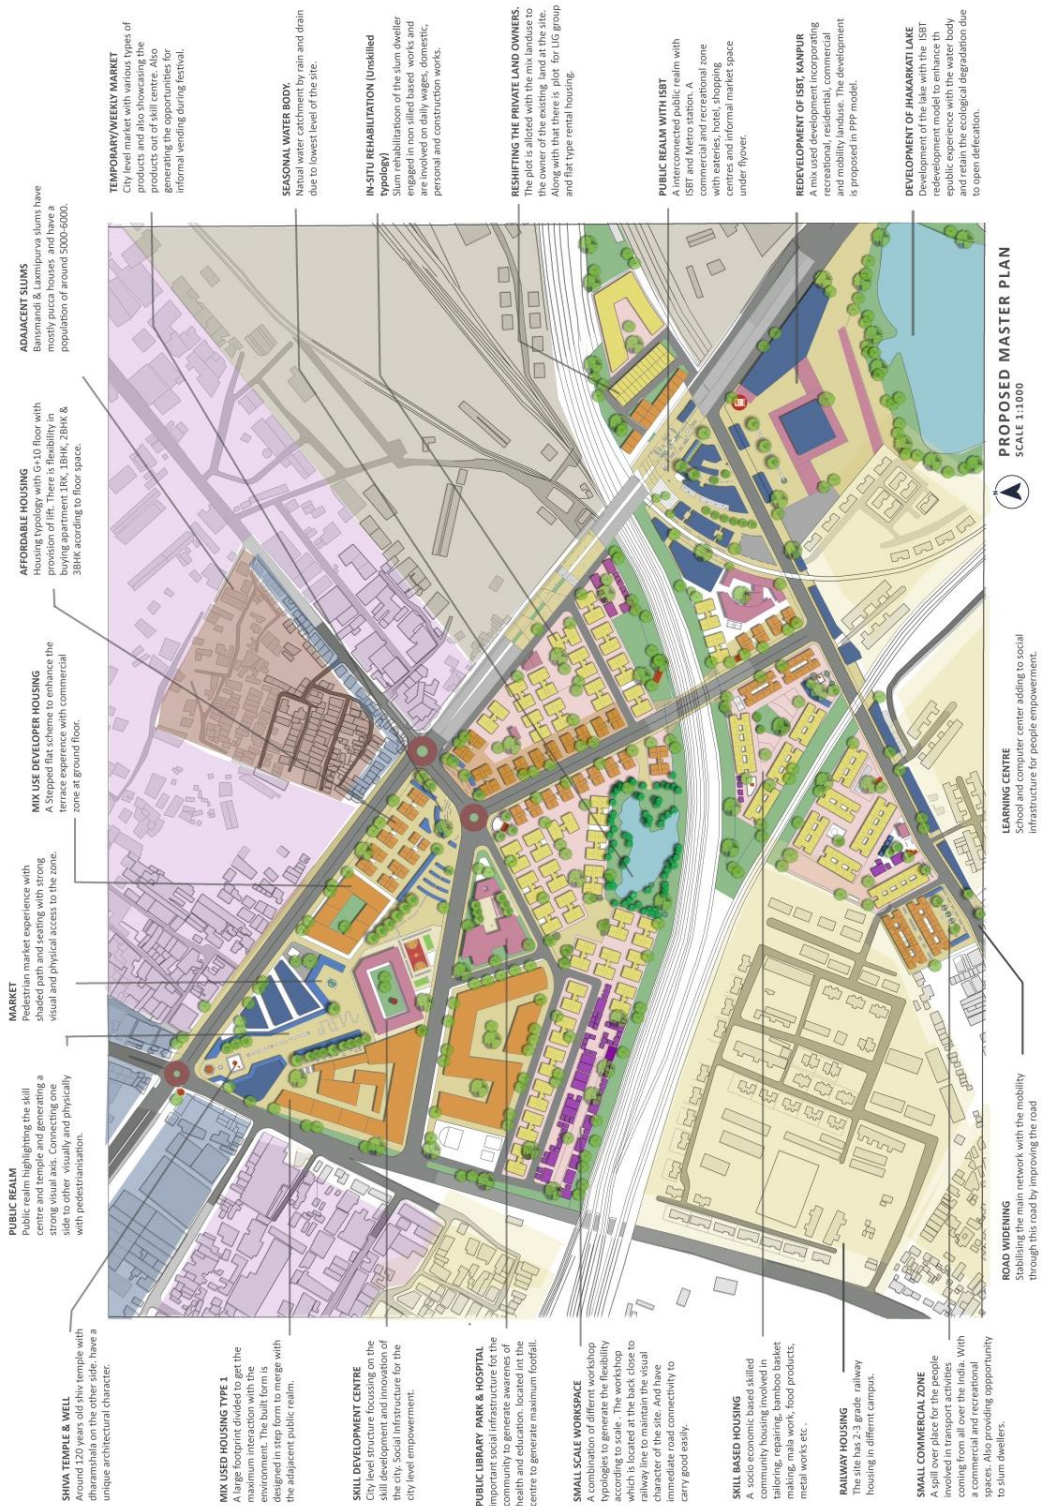 SHIVA TEMPLE & WELL
Around 120 years old shiv temple with
dharamshala on the other side. have a
unique architectural character.
PUBLIC REALM
Public realm highlighting the skill
centre and temple and generating a
strong visual axis. Connecting one
side to other visually and physically
with pedestrianisation.
MARKET
Pedestrian market experience with
shaded path and seating with strong
visual and physical access to the zone.
MIX USE DEVELOPER HOUSING
A Stepped flat scheme to enhance the
terrace experence with commercial
zone at ground floor.
AFFORDABLE HOUSING
Housing typology with G+10 floor with
provision of lift. There is flexibility in
buying apartment 1RK, 1BHK, 2BHK &
3BHK acording to floor space.
ADAJACENT SLUMS
Bansmandi & Laxmipurva slums have
mostly pucca houses and have a
population of around 5000-6000.
TEMPORARY/WEEKLY MARKET
City level market with various types of
products and also showcasing the
products out of skill centre. Also
generating the opportunities for
informal vending during festival.
SEASONAL WATER BODY.
Natual water catchment by rain and drain
due to lowest level of the site.
IN-SITU REHABILITATION (Unskilled
typology)
Slum rehabilitatioon of the slum dweller
engaged in non silled based works and
are involved on daily wages, domestic,
personal and construction works.
RESHIFTING THE PRIVATE LAND OWNERS.
The plot is alloted with the mix landuse to
the owner of the existing land at the site.
Along with that there is plot for LIG group
and flat type rental housing.
PUBLIC REALM WITH ISBT
A interconnected public realm with
ISBT and Metro station. A
commercial and recreational zone
with eateries, hotel, shopping
centres and informal market space
under flyover.
REDEVELOPMENT OF ISBT, KANPUR
A mix used development incorporating
recreational, residential, commercial
and mobility landuse. The development
is proposed in PPP model.
DEVELOPMENT OF JHAKARKATI LAKE
Development of the lake with the ISBT
redevelopment model to enhance th
epublic experience with the water body
and retain the ecological degradation due
to open defecation.
MIX USED HOUSING TYPE 1
A large footprint divided to get the
maximum interaction with the
environment. The built form is
designed in step form to merge with
the adajacent public realm.
SKILL DEVELOPMENT CENTRE
City level structure focussing on the
skill development and innovation of
the city. Social Infrstructure for the
city level empowerment.
PUBLIC LIBRARY PARK & HOSPITAL
important social infrastructure fot the
community to generate awarenes of
health and education. located int the
centre to generate maximum footfall.
SMALL SCALE WORKSPACE
A combination of differnt workshop
typologies to generate the flexibility
according to scale . The workshop
which is located at the back close to
railway line to maintain the visual
character of the site. And have
immediate road connectivity to
carry good easily.
SKILL BASED HOUSING
A socio economic based skilled
community housing involved in
tailoring, repairing, bamboo basket
making, mala work, food products,
metal works etc .
RAILWAY HOUSING
The site has 2-3 grade railway
housing in differnt campus.
SMALL COMMERCIAL ZONE
A spill over place for the people
involved in transport activities
coming from all over the India. With
a commercial and recreational
spaces. Also providing oppportunity
to slum dwellers.
ROAD WIDENING
Stabilising the main network with the mobility
through this road by improving the road
LEARNING CENTRE
School and computer center adding to social
infrastructure for people empowerment.
N
PROPOSED MASTER PLAN
SCALE 1:1000